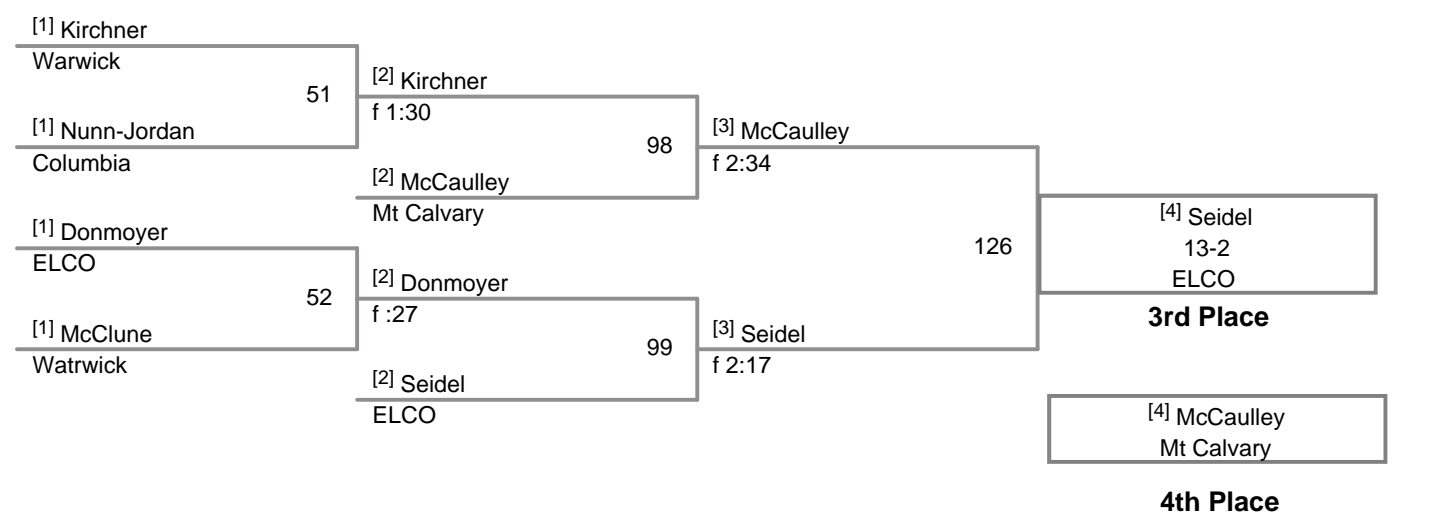 [1] Kirchner
Warwick
51
[1] Nunn-Jordan
Columbia
[2] Kirchner
f 1:30
98
[2] McCaulley
Mt Calvary
[1] Donmoyer
ELCO
52
[1] McClune
Watrwick
[2] Donmoyer
f :27
99
[2] Seidel
ELCO
[3] McCaulley
f 2:34
126
[3] Seidel
f 2:17
[4] Seidel
13-2
ELCO
3rd Place
[4] McCaulley
Mt Calvary
4th Place